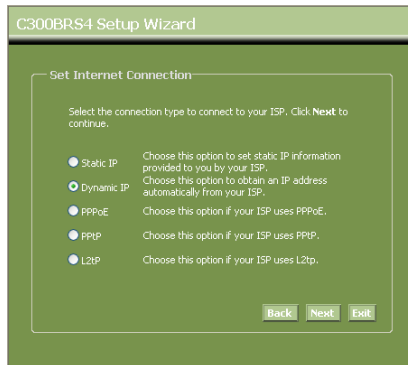 C300BRS4 Setup Wizard
Set Internet Connection
Select the connection type to connect to your ISP. Click Next to
continue.
Static IP
Choose this option to set static IP information
provided to you by your ISP.
Dynamic IP
Choose this option to obtain an IP address
automatically from your ISP.
PPPoE
Choose this option if your ISP uses PPPoE.
PPtP
Choose this option if your ISP uses PPtP.
L2tP
Choose this option if your ISP uses L2tp.
Back Next Exit